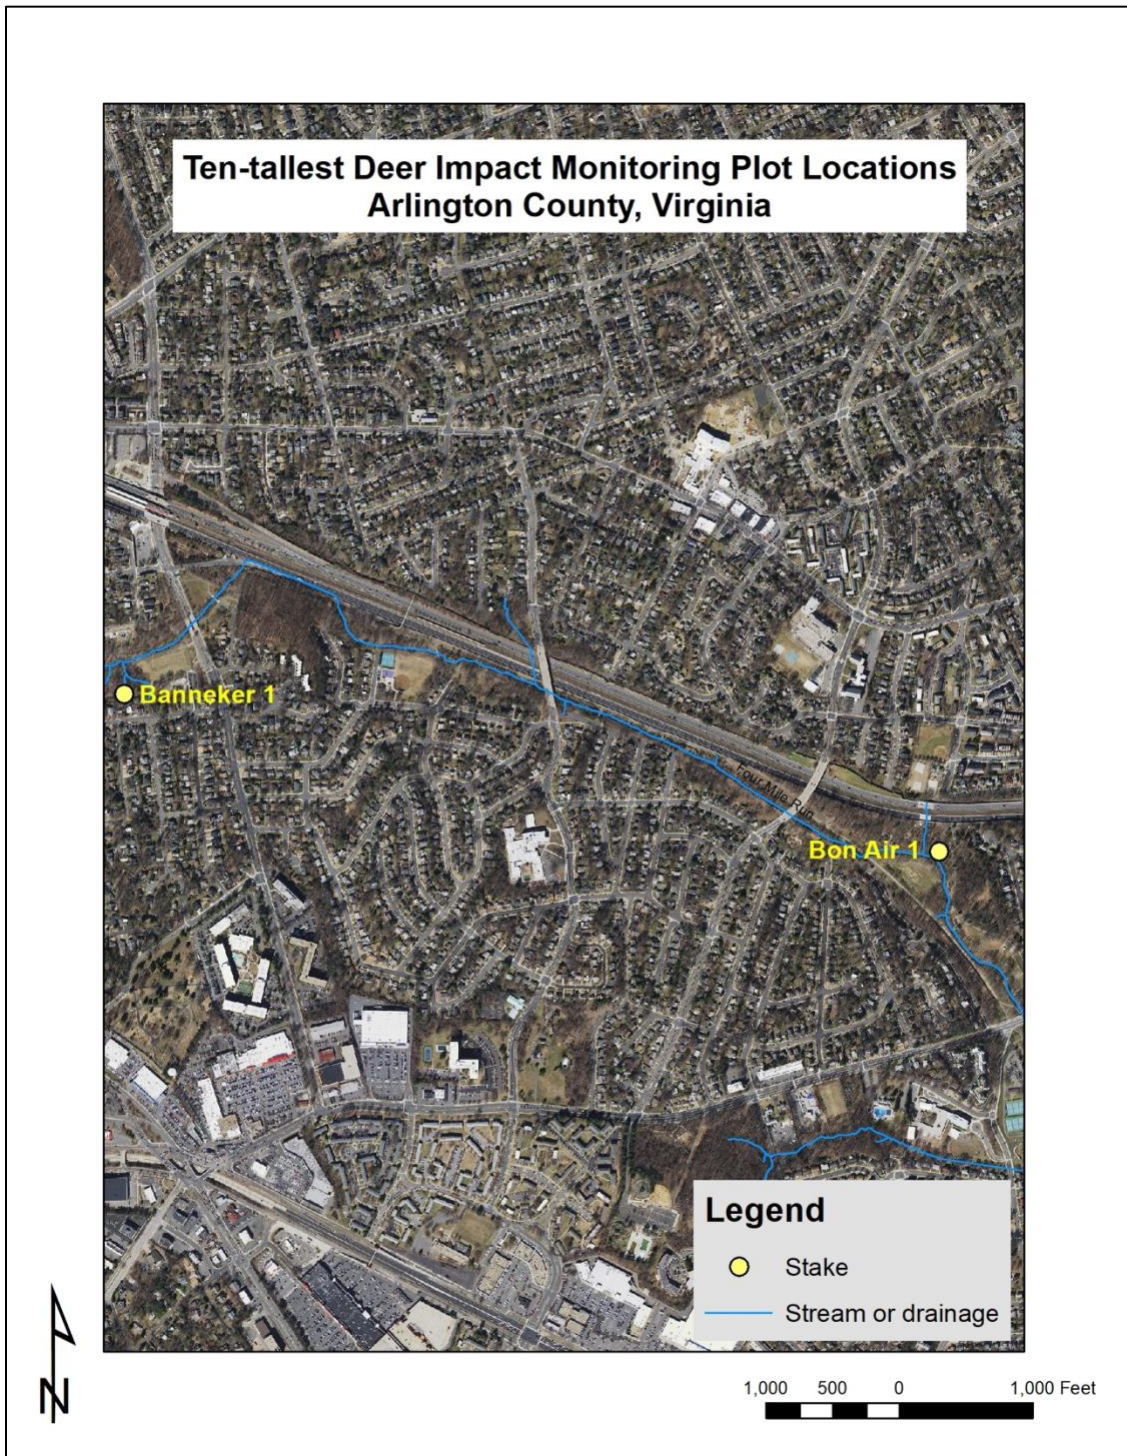 Ten-tallest Deer Impact Monitoring Plot Locations
Arlington County, Virginia
Banneker 1
Four Mile Run
Bon Air 1
Legend
Stake
Stream or drainage
N
1,000 500 0 1,000 Feet